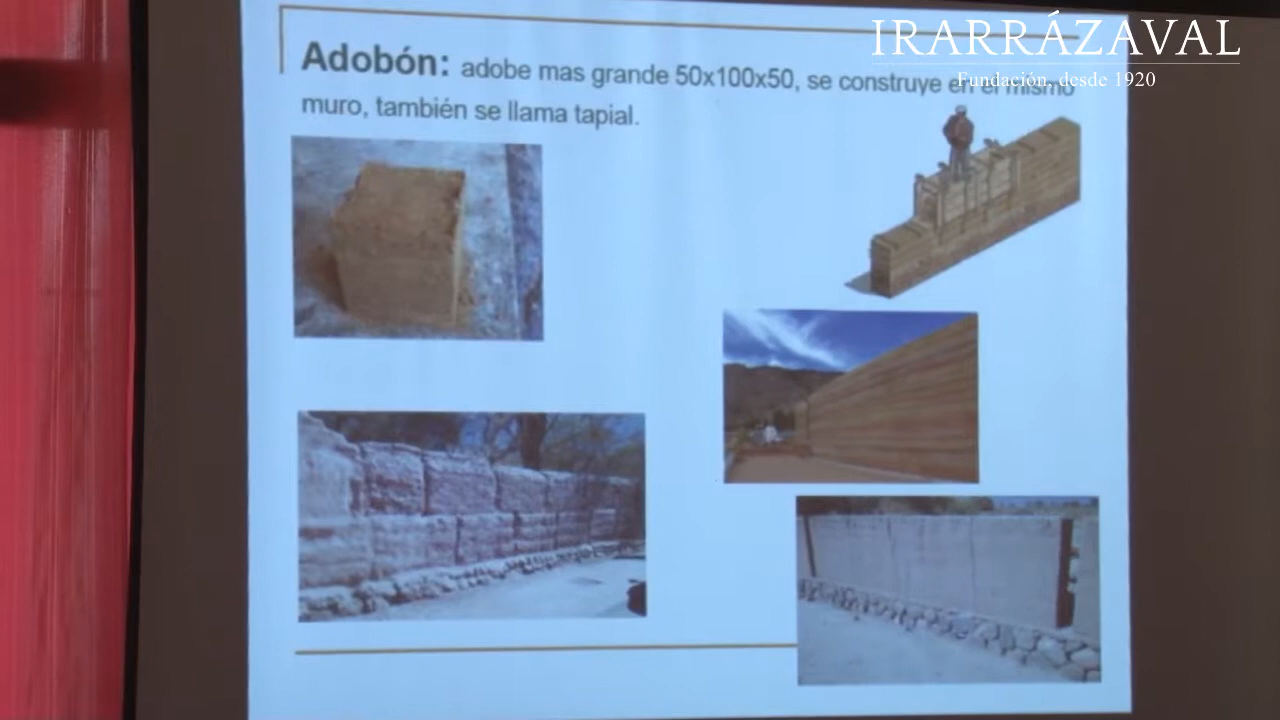 IRARRÁZAVAL
Fundación, desde 1920
Adobón: adobe mas grande 50x100x50, se construye en el mismo
muro, también se llama tapial.